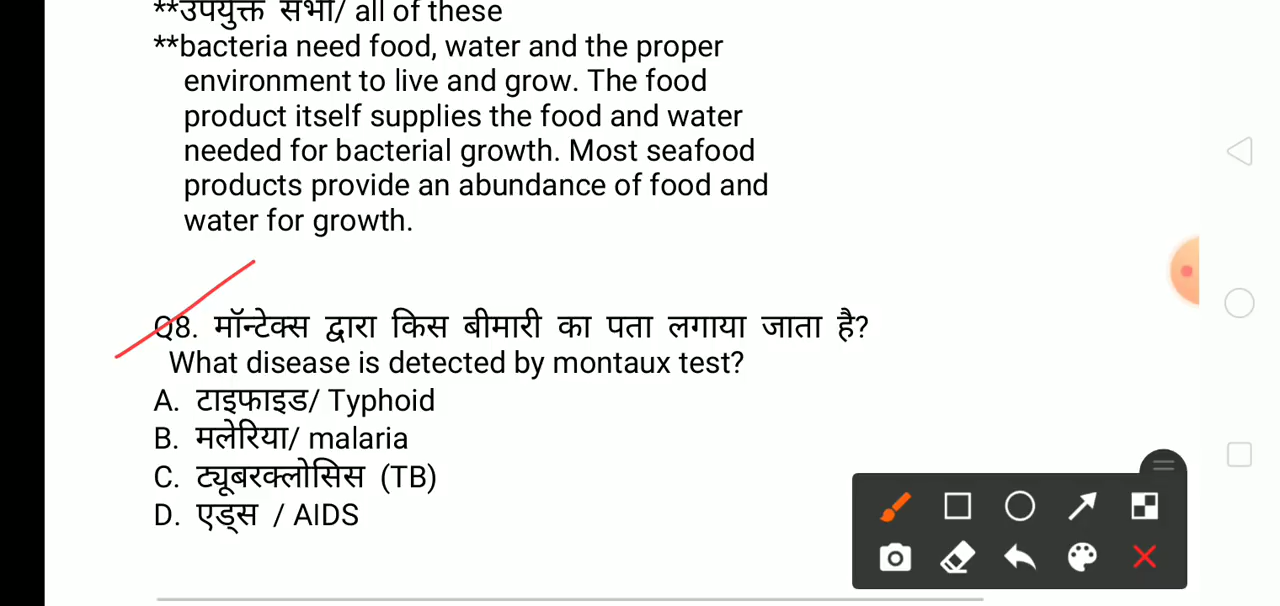 **उपर्युक्त सभी/ all of these
**bacteria need food, water and the proper
environment to live and grow. The food
product itself supplies the food and water
needed for bacterial growth. Most seafood
products provide an abundance of food and
water for growth.
Q8. मॉन्टेक्स द्वारा किस बीमारी का पता लगाया जाता है?
What disease is detected by montaux test?
A. टाइफाइड/ Typhoid
B. मलेरिया/ malaria
C. ट्यूबरक्लोसिस (TB)
D. एड्स / AIDS